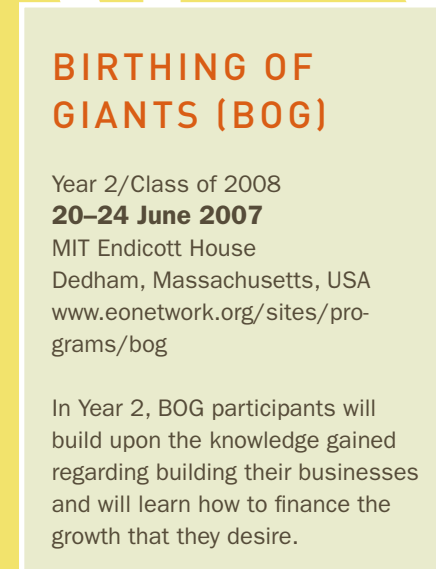 BIRTHING OF
GIANTS (BOG)
Year 2/Class of 2008
20–24 June 2007
MIT Endicott House
Dedham, Massachusetts, USA
www.eonetwork.org/sites/pro-
grams/bog
In Year 2, BOG participants will
build upon the knowledge gained
regarding building their businesses
and will learn how to finance the
growth that they desire.